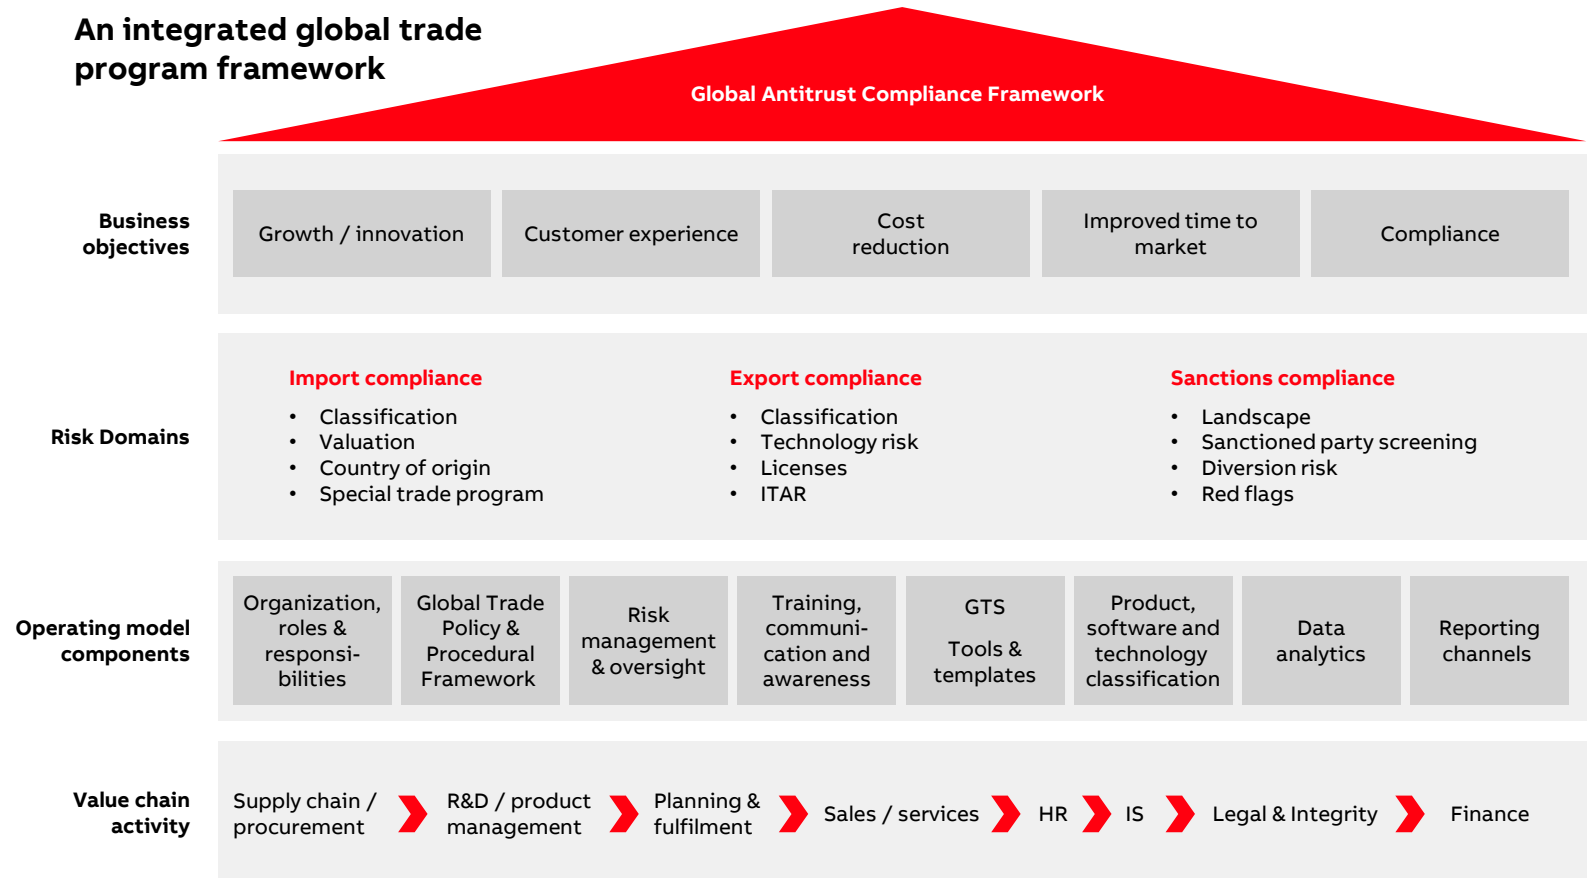 An integrated global trade
program framework
Global Antitrust Compliance Framework
Business
objectives
Growth / innovation
Customer experience
Cost
reduction
Improved time to
market
Compliance
Risk Domains
Import compliance
• Classification
• Valuation
• Country of origin
• Special trade program
Export compliance
• Classification
• Technology risk
• Licenses
• ITAR
Sanctions compliance
• Landscape
• Sanctioned party screening
• Diversion risk
• Red flags
Operating model
components
Organization,
roles &
responsi-
bilities
Global Trade
Policy &
Procedural
Framework
Risk
management
& oversight
Training,
communi-
cation and
awareness
GTS
Tools &
templates
Product,
software and
technology
classification
Data
analytics
Reporting
channels
Value chain
activity
Supply chain /
procurement
R&D / product
management
Planning &
fulfilment
Sales / services
HR
IS
Legal & Integrity
Finance